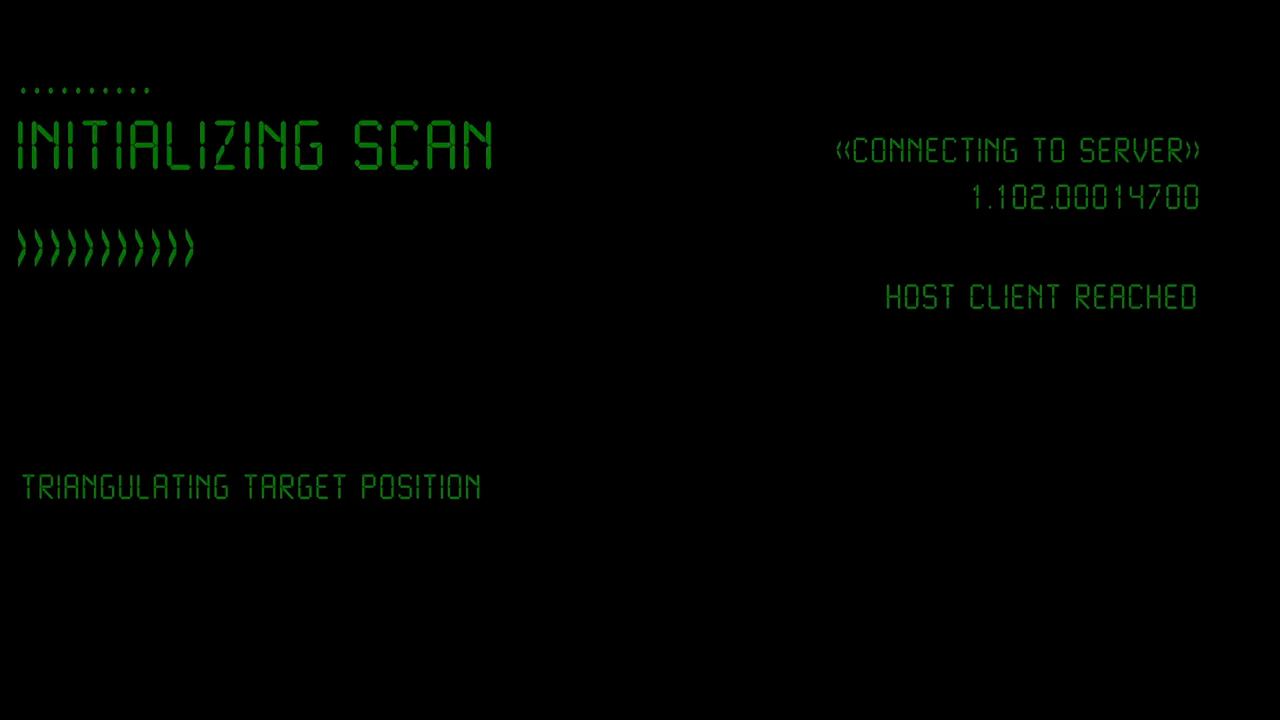 ..........
INITIALIZING SCAN
⟩⟩⟩⟩⟩⟩⟩⟩⟩⟩⟩
TRIANGULATING TARGET POSITION
⟨⟨CONNECTING TO SERVER⟩⟩
1.102.00014700
HOST CLIENT REACHED